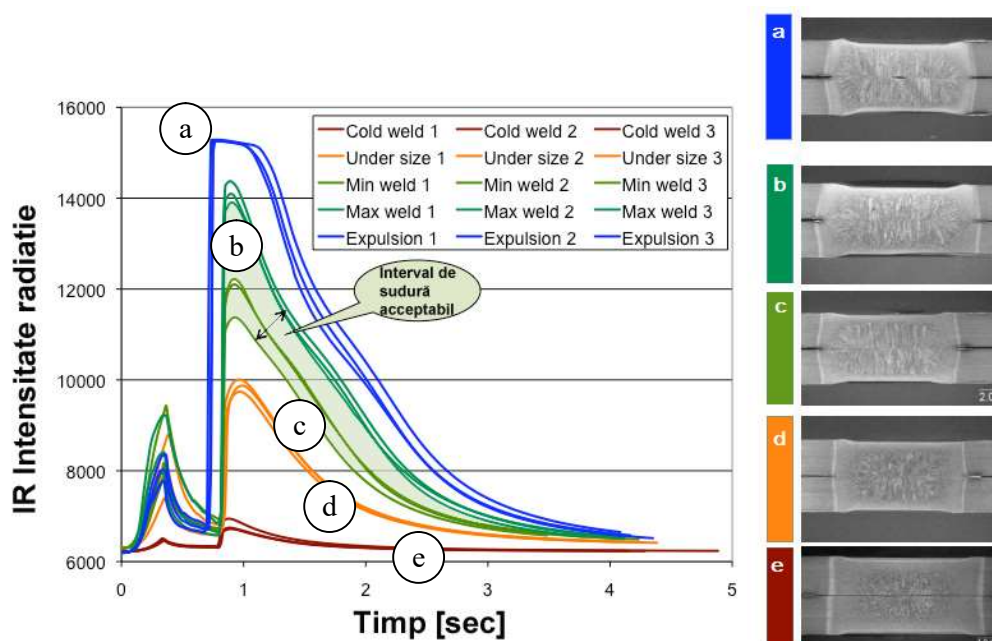 IR Intensitate radiatie
16000
14000
12000
10000
8000
6000
0
1
2
3
4
5
Timp [sec]
Cold weld 1 Cold weld 2 Cold weld 3
Under size 1 Under size 2 Under size 3
Min weld 1 Min weld 2 Min weld 3
Max weld 1 Max weld 2 Max weld 3
Expulsion 1 Expulsion 2 Expulsion 3
Interval de
sudură
acceptabil
a
b
c
d
e
a
b
c
2.0
d
e